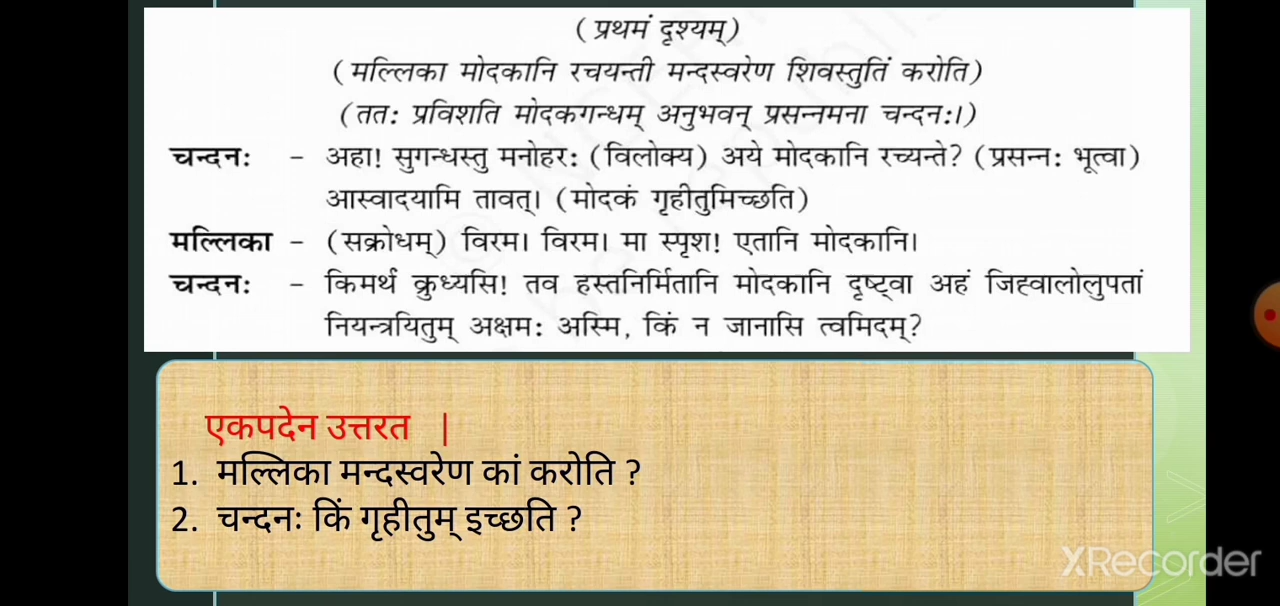 (प्रथमं दृश्यम्)
(मल्लिका मोदकानि रचयन्ती मन्दस्वरेण शिवस्तुतिं करोति)
(ततः प्रविशति मोदकगन्धम् अनुभवन् प्रसन्नमना चन्दनः।)
चन्दनः – अहा! सुगन्धस्तु मनोहरः (विलोक्य) अये मोदकानि रच्यन्ते? (प्रसन्नः भूत्वा)
आस्वादयामि तावत्। (मोदकं गृहीतुमिच्छति)
मल्लिका – (सक्रोधम्) विरम। विरम। मा स्पृश! एतानि मोदकानि।
चन्दनः – किमर्थं क्रुध्यसि! तव हस्तनिर्मितानि मोदकानि दृष्ट्वा अहं जिह्वालोलुपतां
नियन्त्रयितुम् अक्षमः अस्मि, किं न जानासि त्वमिदम्?
एकपदेन उत्तरत |
1. मल्लिका मन्दस्वरेण कां करोति ?
2. चन्दनः किं गृहीतुम् इच्छति ?
XRecorder